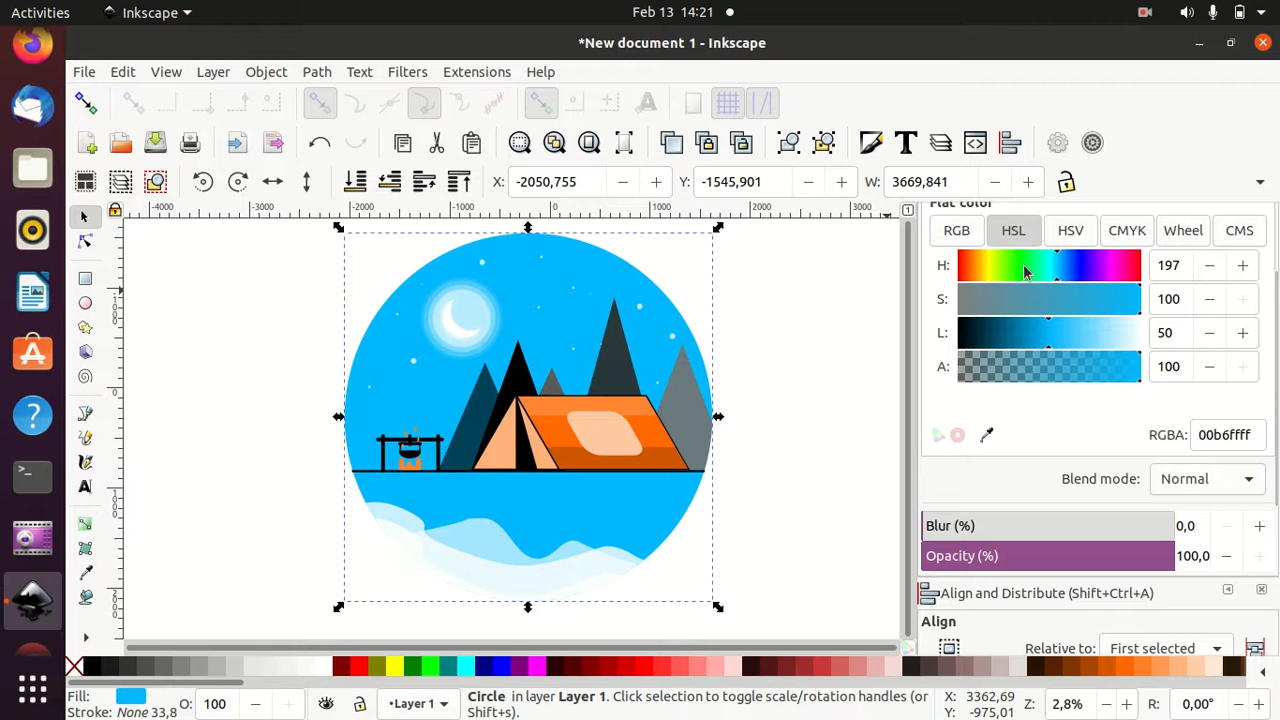 Activities Inkscape Feb 13 14:21
*New document 1 - Inkscape
File Edit View Layer Object Path Text Filters Extensions Help
X: -2050,755 Y: -1545,901 W: 3669,841
-4000 -3000 -2000 -1000 0 1000 2000 3000
1
Flat color
RGB HSL HSV CMYK Wheel CMS
H: 197
S: 100
L: 50
A: 100
RGBA: 00b6ffff
Blend mode: Normal
Blur (%) 0,0
Opacity (%) 100,0
Align and Distribute (Shift+Ctrl+A)
Align
Relative to: First selected
Fill:
Stroke: None 33,8
O: 100
•Layer 1
Circle in layer Layer 1. Click selection to toggle scale/rotation handles (or Shift+s).
X: 3362,69
Y: -975,01
Z: 2,8%
R: 0,00°